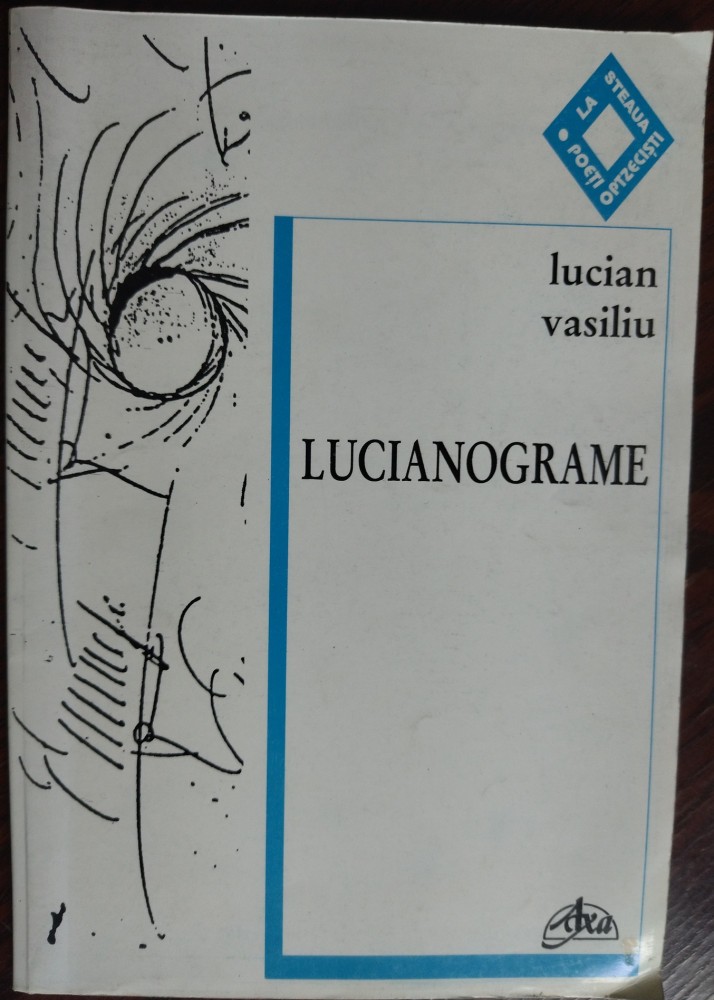 LA STEAUA
POEȚI OPTZECIȘTI
lucian
vasiliu
LUCIANOGRAME
Axa